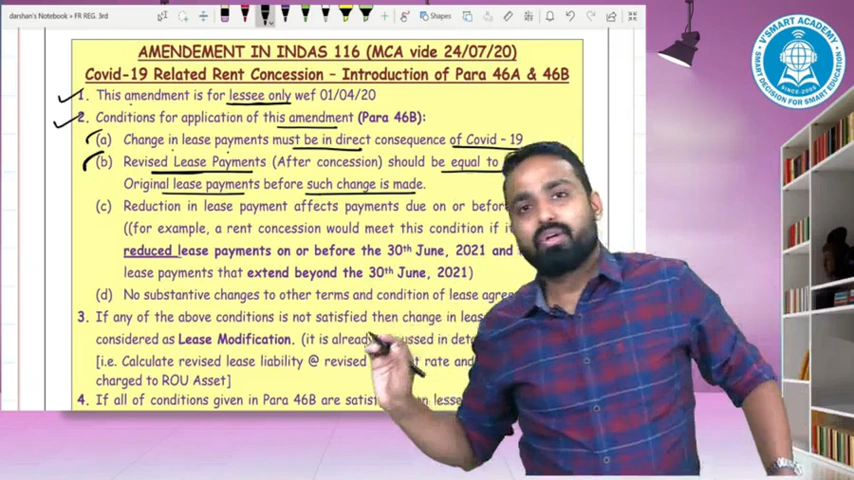 darshan's Notebook » FR REG. 3rd
Shapes
AMENDEMENT IN INDAS 116 (MCA vide 24/07/20)
Covid-19 Related Rent Concession – Introduction of Para 46A & 46B
1. This amendment is for lessee only wef 01/04/20
2. Conditions for application of this amendment (Para 46B):
(a) Change in lease payments must be in direct consequence of Covid – 19
(b) Revised Lease Payments (After concession) should be equal to
Original lease payments before such change is made.
(c) Reduction in lease payment affects payments due on or before
((for example, a rent concession would meet this condition if
reduced lease payments on or before the 30th June, 2021 and
lease payments that extend beyond the 30th June, 2021)
(d) No substantive changes to other terms and condition of lease
3. If any of the above conditions is not satisfied then change in
considered as Lease Modification. (it is already discussed in
[i.e. Calculate revised lease liability @ revised rate and
charged to ROU Asset]
4. If all of conditions given in Para 46B are
V'SMART ACADEMY
SINCE-2005
SMART DECISION FOR SMART EDUCATION